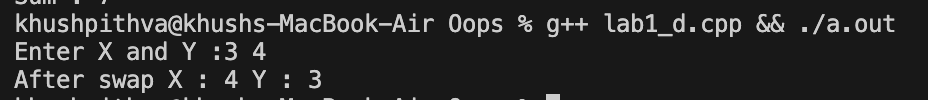 khushpithva@khushs-MacBook-Air Oops % g++ lab1_d.cpp && ./a.out
Enter X and Y :3 4
After swap X : 4 Y : 3